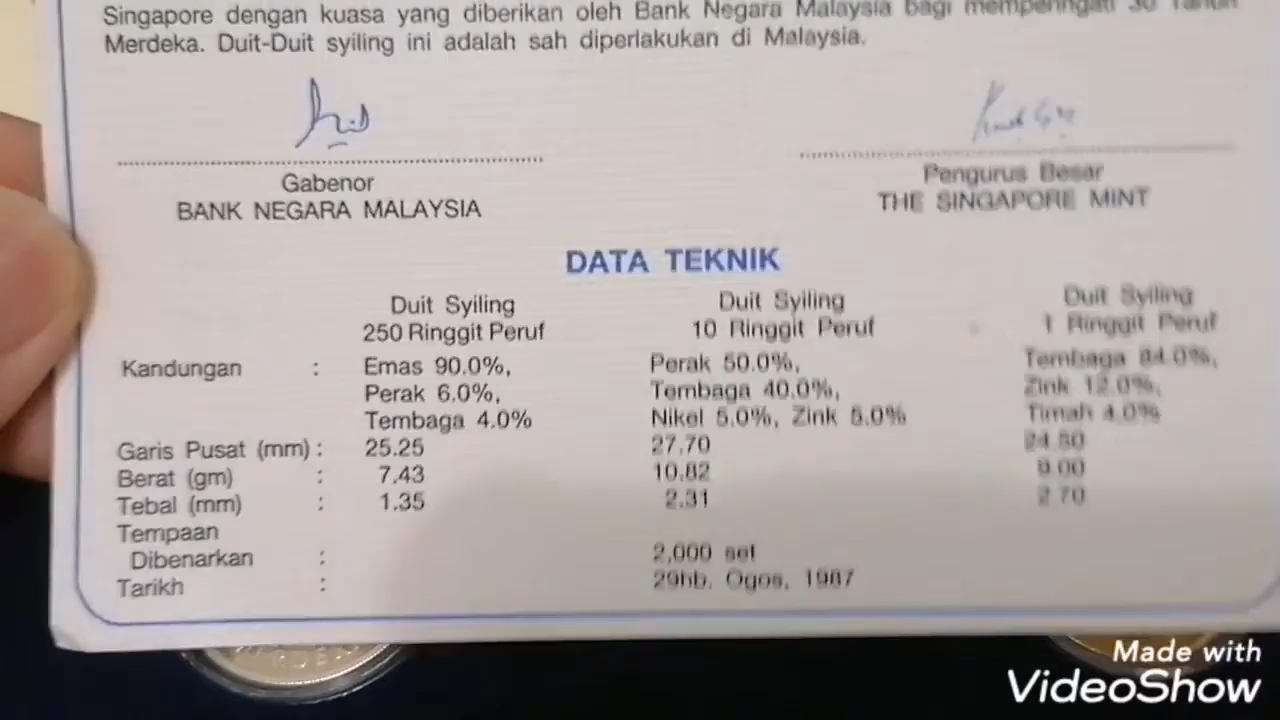 Singapore dengan kuasa yang diberikan oleh Bank Negara Malaysia bagi memperingati 30 Tahun
Merdeka. Duit-Duit syiling ini adalah sah diperlakukan di Malaysia.
Gabenor
BANK NEGARA MALAYSIA
Pengurus Besar
THE SINGAPORE MINT
DATA TEKNIK
Duit Syiling Duit Syiling Duit Syiling
250 Ringgit Peruf 10 Ringgit Peruf 1 Ringgit Peruf
Kandungan : Emas 90.0%, Perak 50.0%, Tembaga 84.0%,
Perak 6.0%, Tembaga 40.0%, Zink 12.0%,
Tembaga 4.0% Nikel 5.0%, Zink 5.0% Timah 4.0%
Garis Pusat (mm) : 25.25 27.70 24.50
Berat (gm) : 7.43 10.82 9.00
Tebal (mm) : 1.35 2.31 2.70
Tempaan
Dibenarkan : 2,000 set
Tarikh : 29hb. Ogos, 1987
Made with
VideoShow